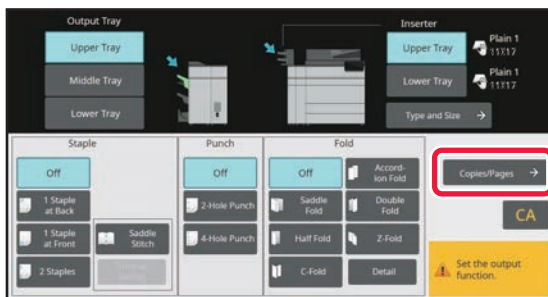 Output Tray
Upper Tray
Middle Tray
Lower Tray
Inserter
Upper Tray
Plain 1
11X17
Lower Tray
Plain 1
11X17
Type and Size
Staple
Off
1 Staple
at Back
1 Staple
at Front
2 Staples
Saddle
Stitch
Punch
Off
2-Hole Punch
4-Hole Punch
Fold
Off
Saddle
Fold
Half Fold
C-Fold
Accord-
ion Fold
Double
Fold
Z-Fold
Detail
Copies/Pages
CA
Set the output
function.